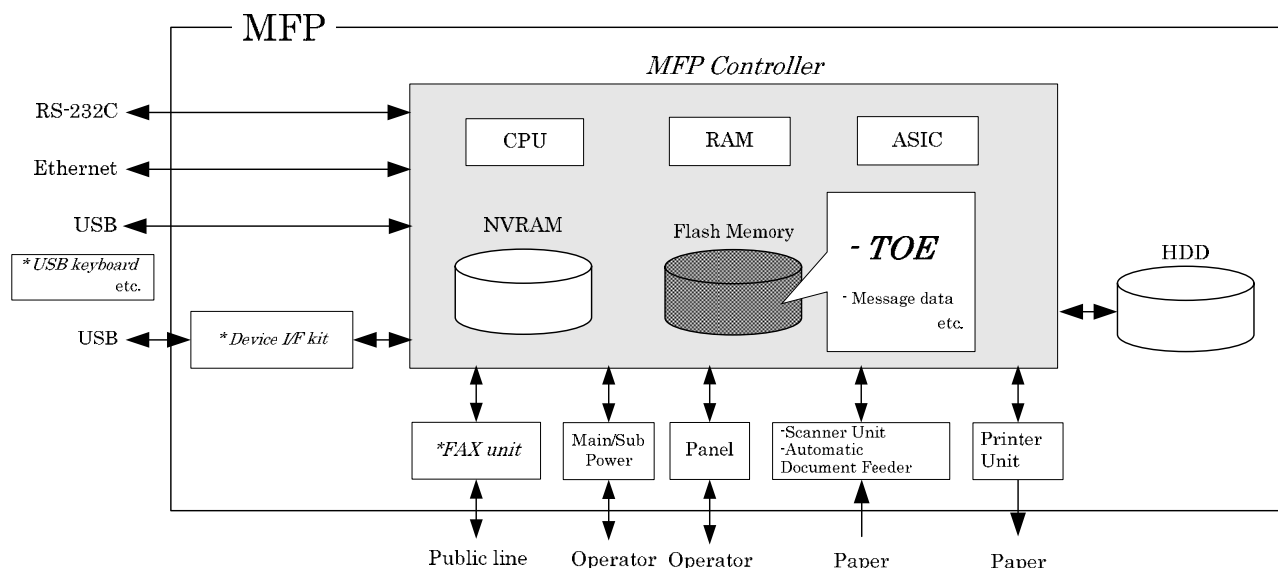 MFP
MFP Controller
RS-232C
CPU
RAM
ASIC
Ethernet
USB
NVRAM
Flash Memory
- TOE
- Message data
etc.
HDD
*USB keyboard
etc.
USB
*Device I/F kit
*FAX unit
Main/Sub
Power
Panel
-Scanner Unit
-Automatic
Document Feeder
Printer
Unit
Public line
Operator
Operator
Paper
Paper